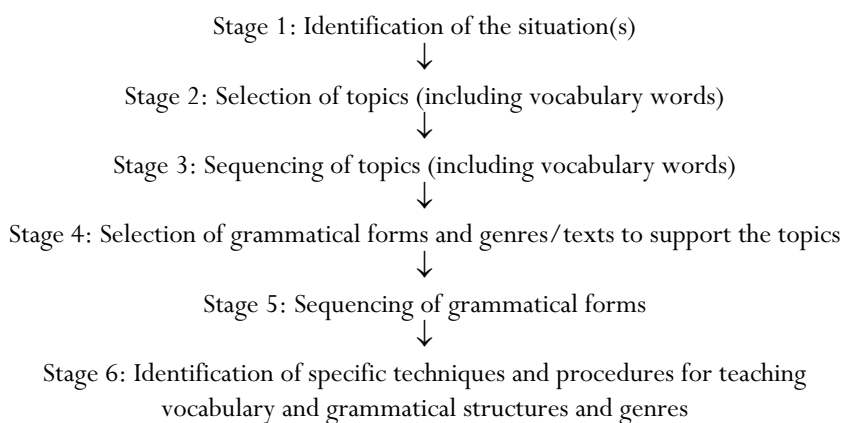 Stage 1: Identification of the situation(s)
Stage 2: Selection of topics (including vocabulary words)
Stage 3: Sequencing of topics (including vocabulary words)
Stage 4: Selection of grammatical forms and genres/texts to support the topics
Stage 5: Sequencing of grammatical forms
Stage 6: Identification of specific techniques and procedures for teaching
vocabulary and grammatical structures and genres